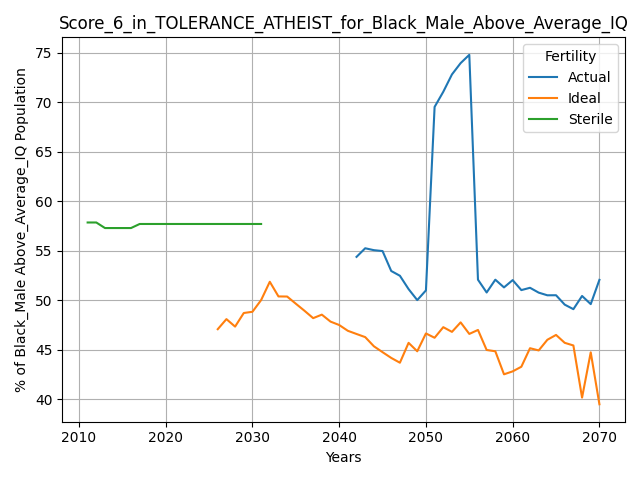 Score_6_in_TOLERANCE_ATHEIST_for_Black_Male_Above_Average_IQ
% of Black_Male Above_Average_IQ Population
75
70
65
60
55
50
45
40
Fertility
Actual
Ideal
Sterile
2010 2020 2030 2040 2050 2060 2070
Years